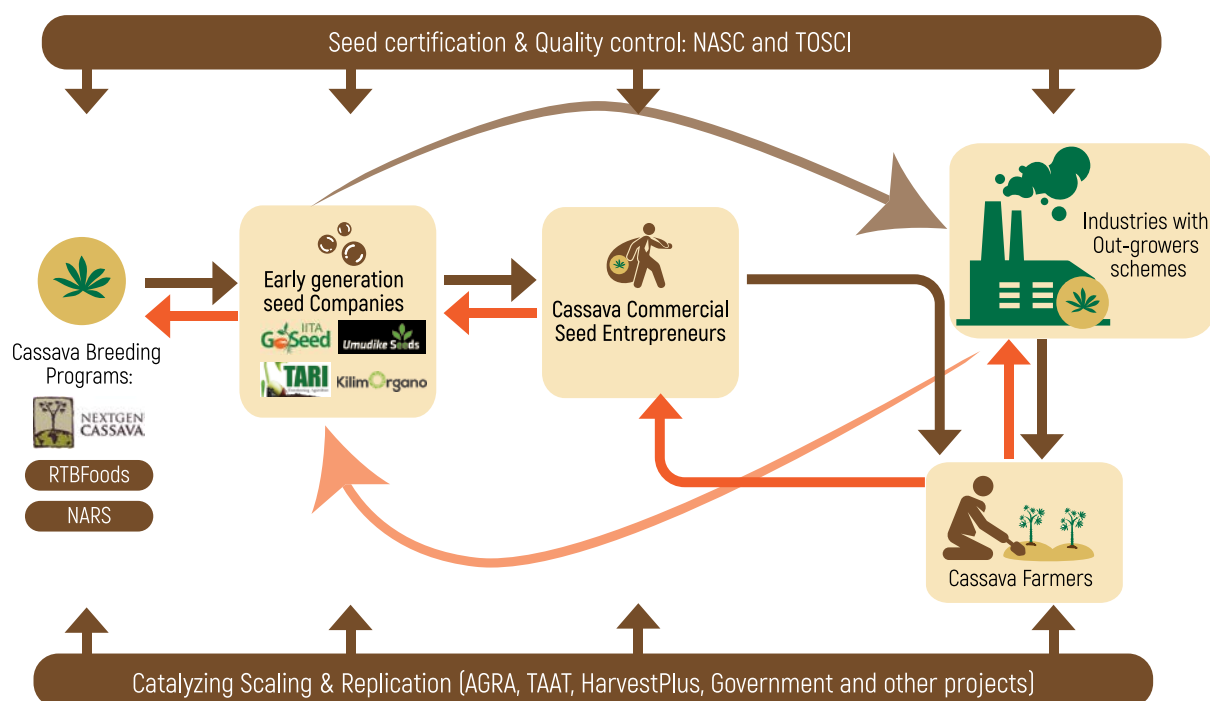 Seed certification & Quality control: NASC and TOSCI
Cassava Breeding
Programs:
NEXTGEN
CASSAVA
RTBFoods
NARS
Early generation
seed Companies
IITA
GoSeed
Umudike Seeds
TARI
KilimOrgano
Cassava Commercial
Seed Entrepreneurs
Industries with
Out-growers
schemes
Cassava Farmers
Catalyzing Scaling & Replication (AGRA, TAAT, HarvestPlus, Government and other projects)